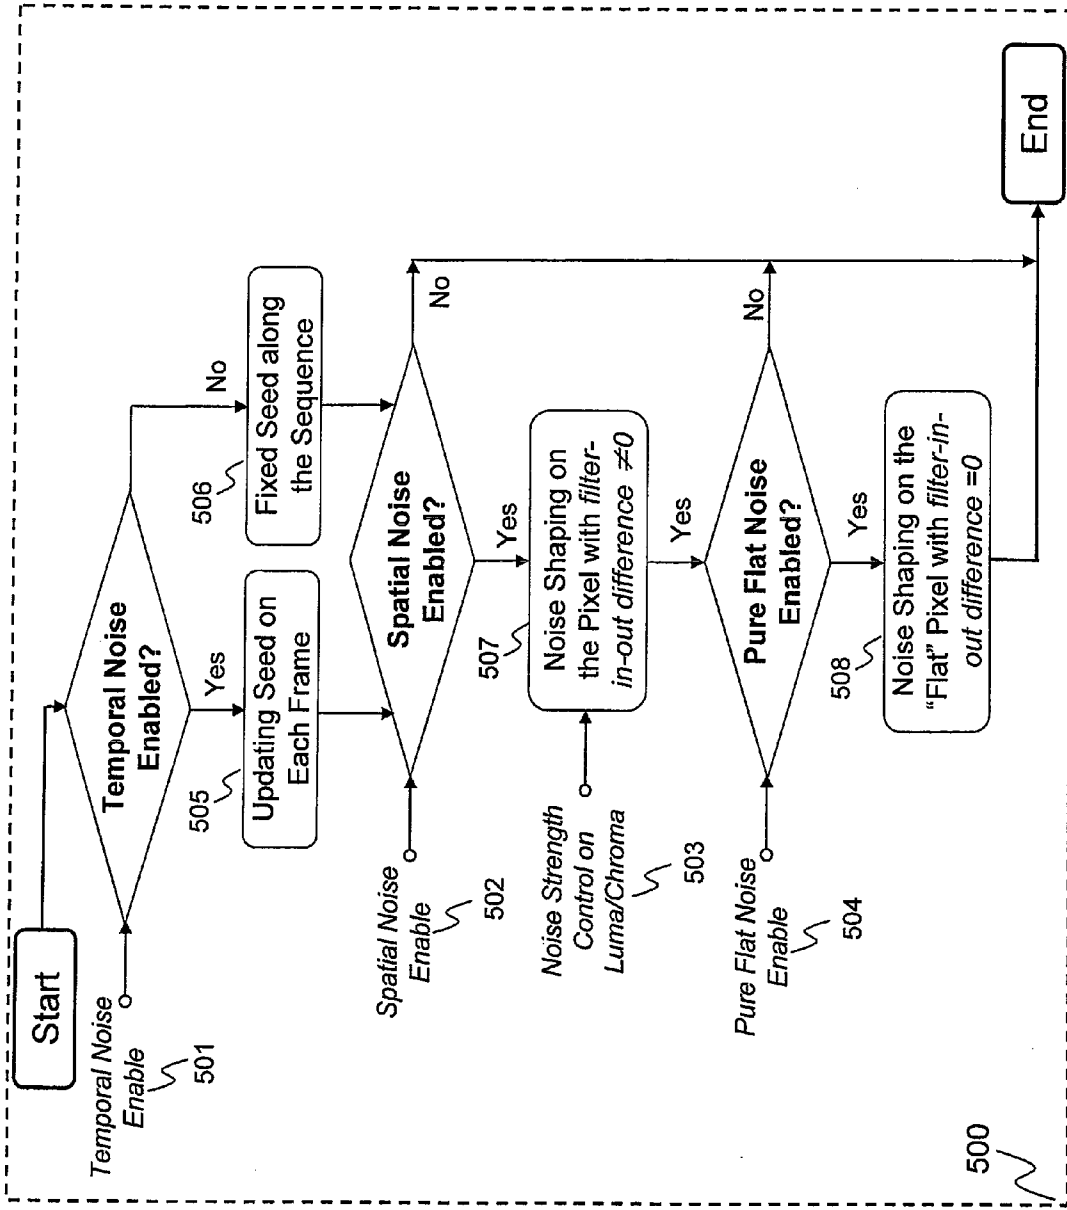 Start
Temporal Noise
Enable
501
Temporal Noise
Enabled?
Yes
No
505
Updating Seed on
Each Frame
506
Fixed Seed along
the Sequence
Spatial Noise
Enable
502
Spatial Noise
Enabled?
No
Yes
Noise Strength
Control on
Luma/Chroma
503
507
Noise Shaping on
the Pixel with filter-
in-out difference ≠0
Yes
Pure Flat Noise
Enable
504
Pure Flat Noise
Enabled?
No
Yes
508
Noise Shaping on the
“Flat” Pixel with filter-in-
out difference =0
End
500